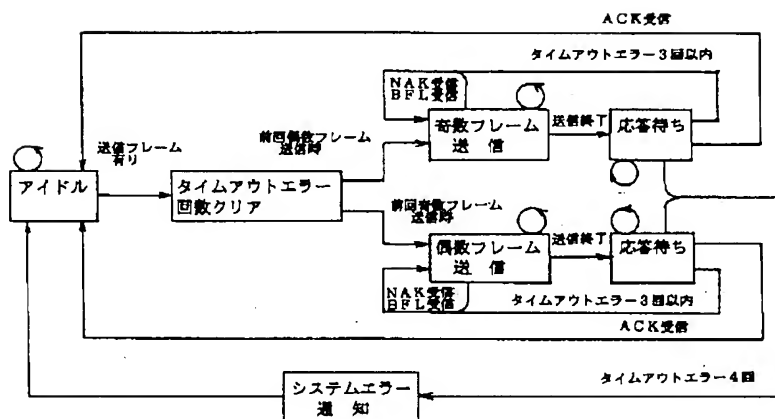 ACK受信
タイムアウトエラー3回以内
NAK受信
BFL受信
奇数フレーム
送 信
送信終了
応答待ち
前回偶数フレーム
送信時
送信フレーム
有り
アイドル
タイムアウトエラー
回数クリア
前回奇数フレーム
送信時
偶数フレーム
送 信
送信終了
応答待ち
NAK受信
BFL受信
タイムアウトエラー3回以内
ACK受信
システムエラー
通 知
タイムアウトエラー4回